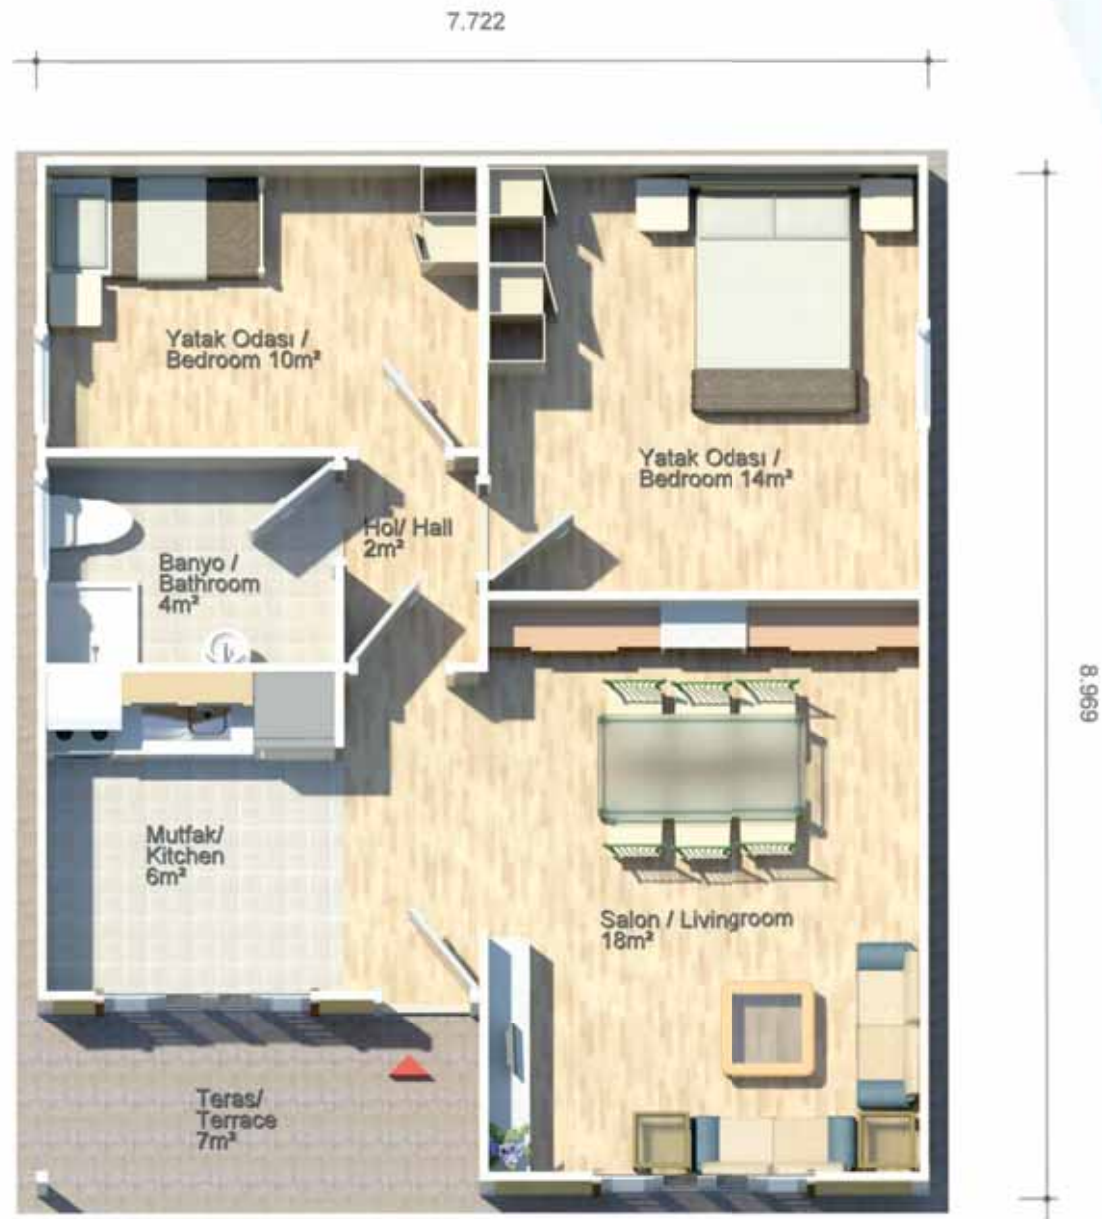 7.722
Yatak Odası /
Bedroom 10m²
Yatak Odası /
Bedroom 14m²
Hol/ Hall
2m²
Banyo /
Bathroom
4m²
8.969
Mutfak/
Kitchen
6m²
Salon / Livingroom
18m²
Teras/
Terrace
7m²